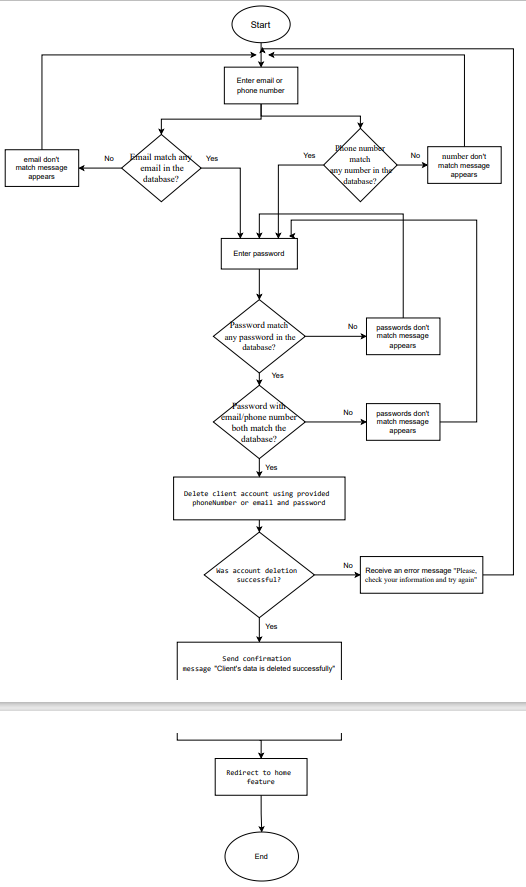 Start
Enter email or
phone number
Email match any
email in the
database?
No
Yes
email don't
match message
appears
Phone number
match
any number in the
database?
Yes
No
number don't
match message
appears
Enter password
Password match
any password in the
database?
No
passwords don't
match message
appears
Yes
Password with
email/phone number
both match the
database?
No
passwords don't
match message
appears
Yes
Delete client account using provided
phoneNumber or email and password
Was account deletion
successful?
No
Receive an error message "Please,
check your information and try again"
Yes
Send confirmation
message "Client's data is deleted successfully"
Redirect to home
feature
End